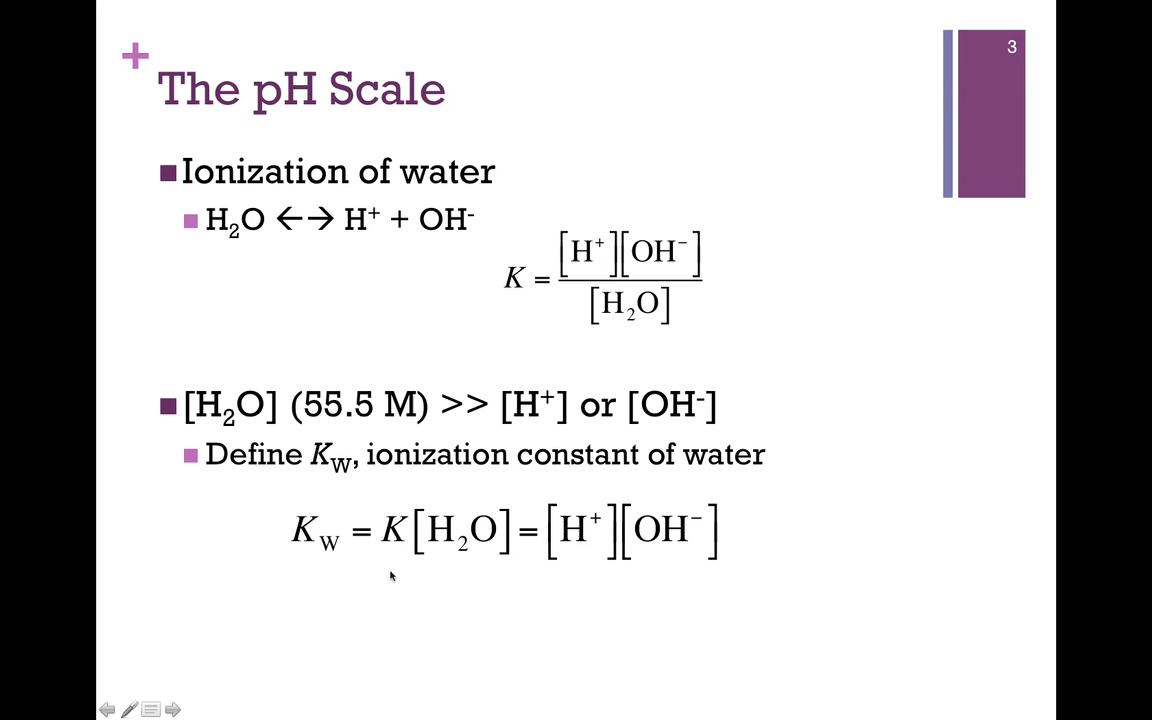 3
+
The pH Scale
■ Ionization of water
■ H₂O ←→ H⁺ + OH⁻
K = [H⁺][OH⁻] / [H₂O]
■ [H₂O] (55.5 M) >> [H⁺] or [OH⁻]
■ Define K_W, ionization constant of water
K_W = K[H₂O] = [H⁺][OH⁻]